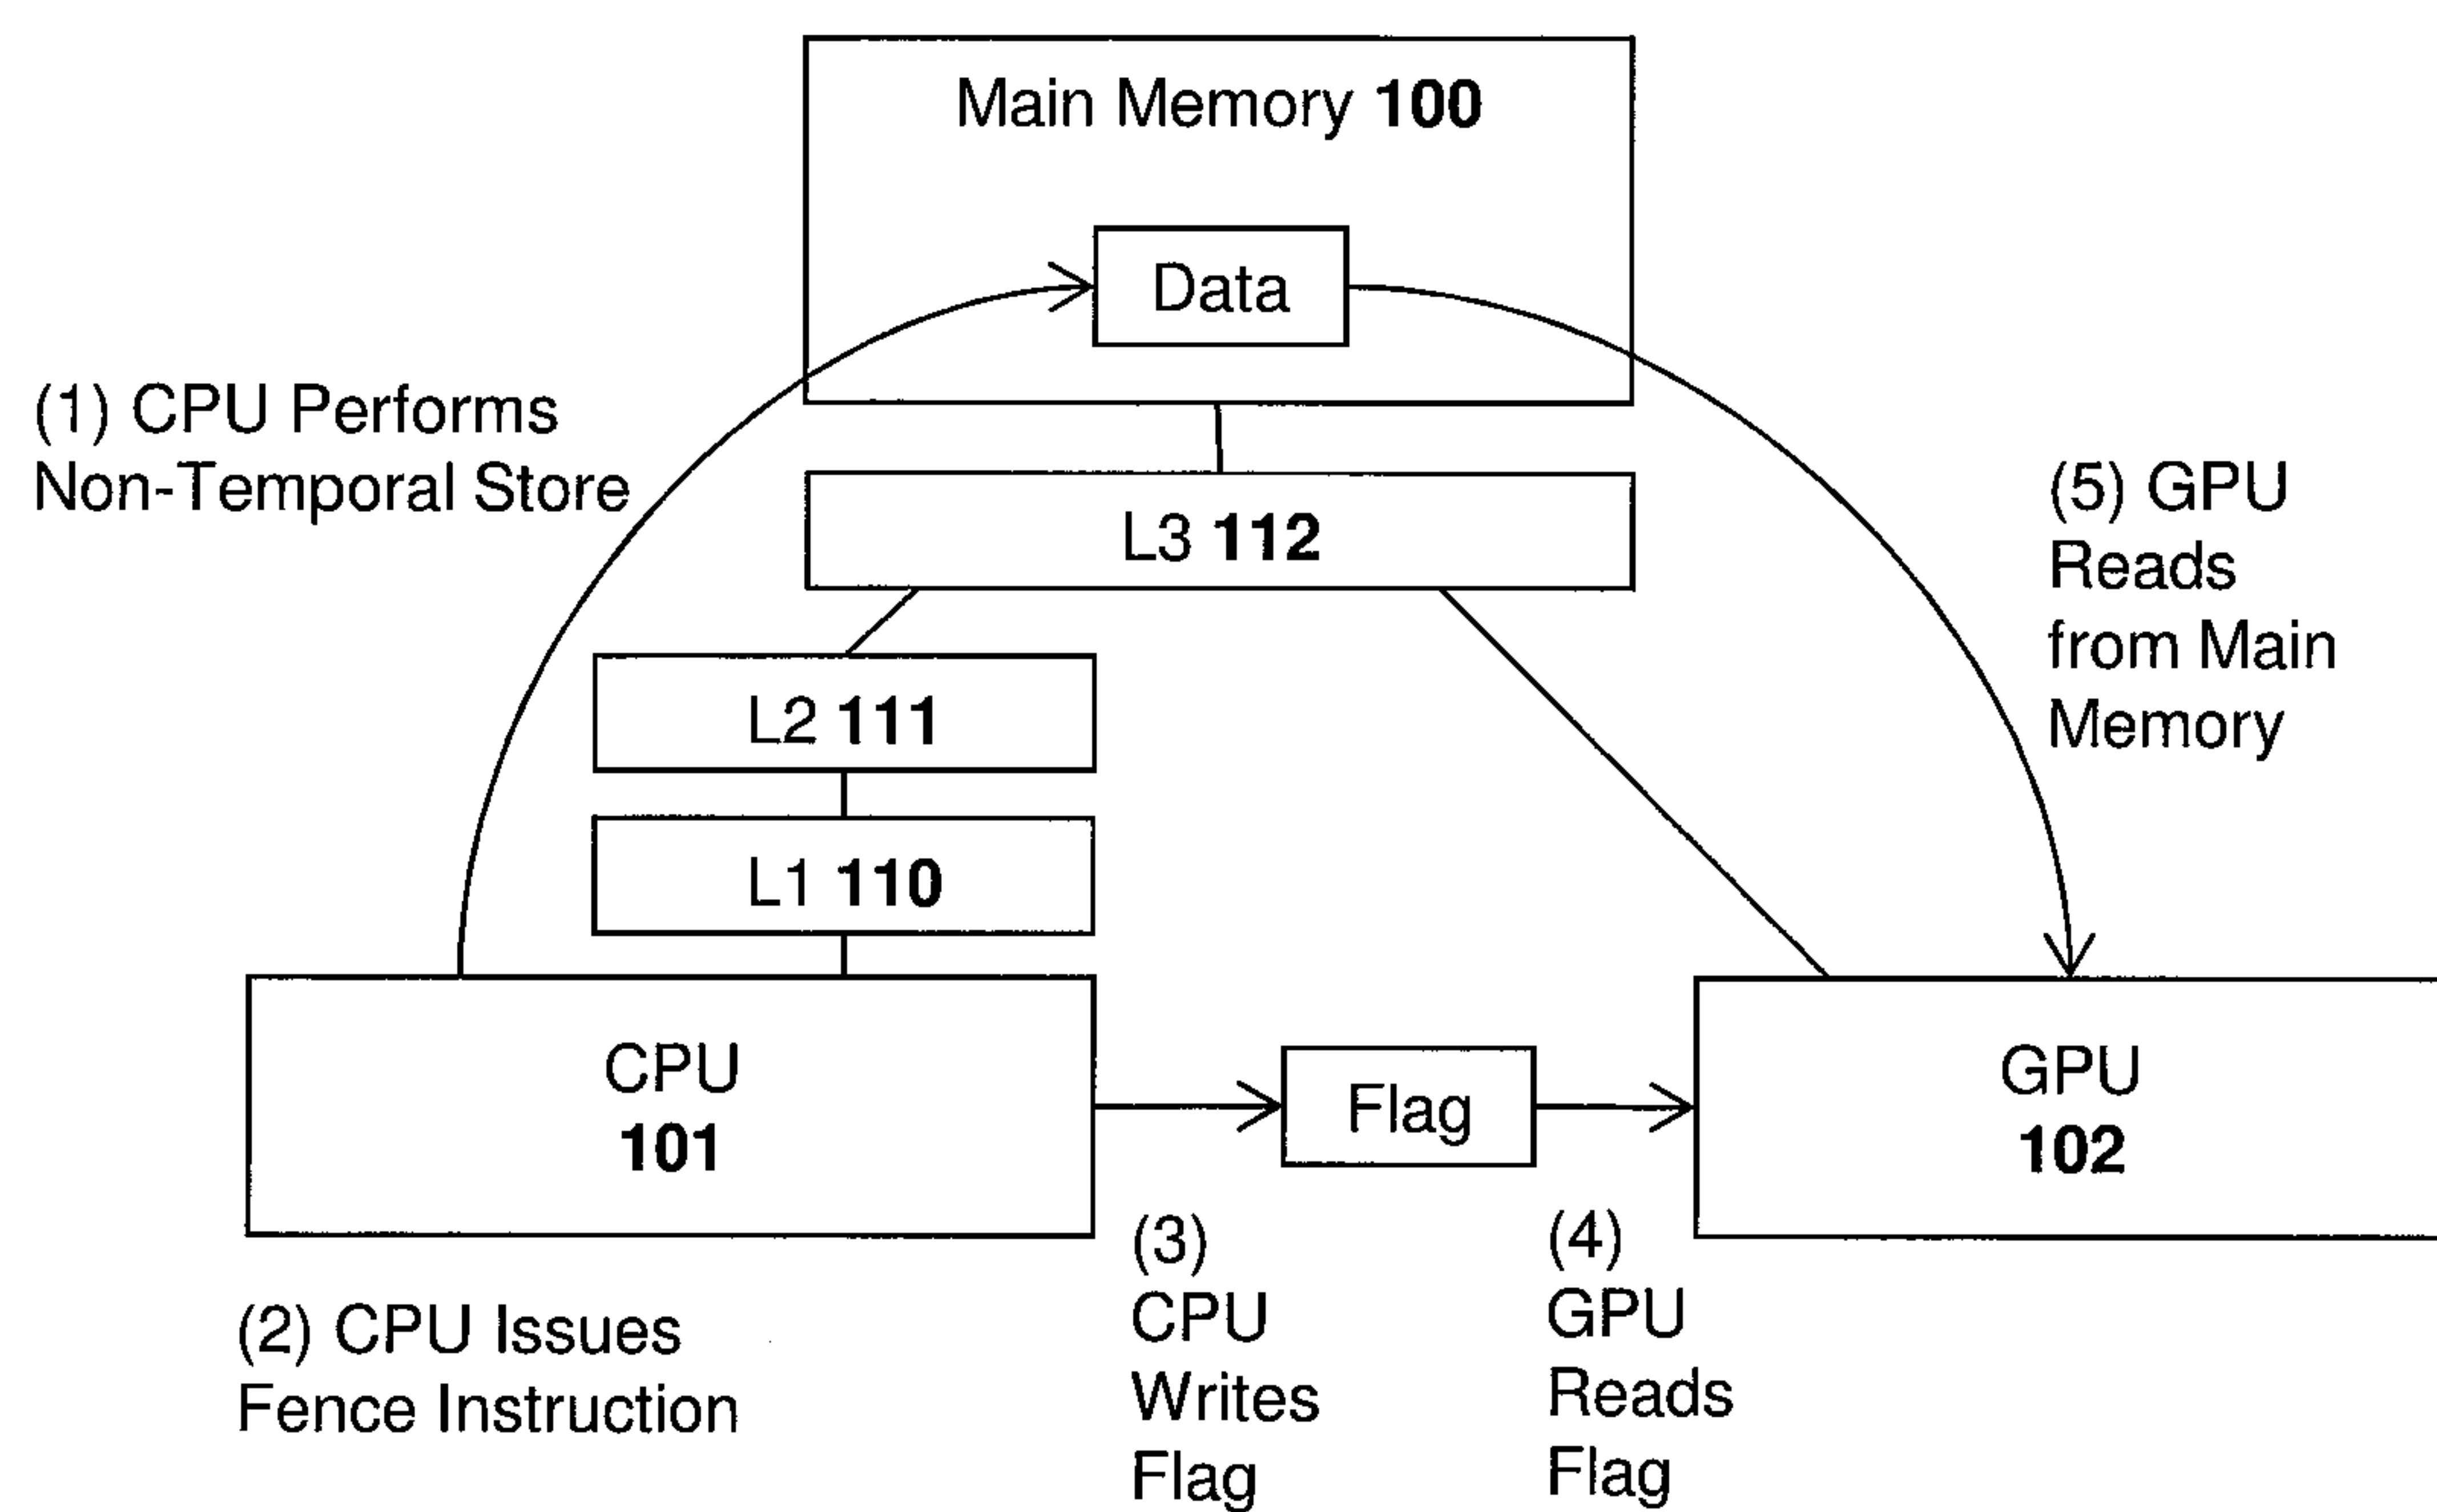 Main Memory 100
Data
(1) CPU Performs
Non-Temporal Store
L3 112
(5) GPU
Reads
from Main
Memory
L2 111
L1 110
CPU
101
Flag
GPU
102
(2) CPU Issues
Fence Instruction
(3)
CPU
Writes
Flag
(4)
GPU
Reads
Flag